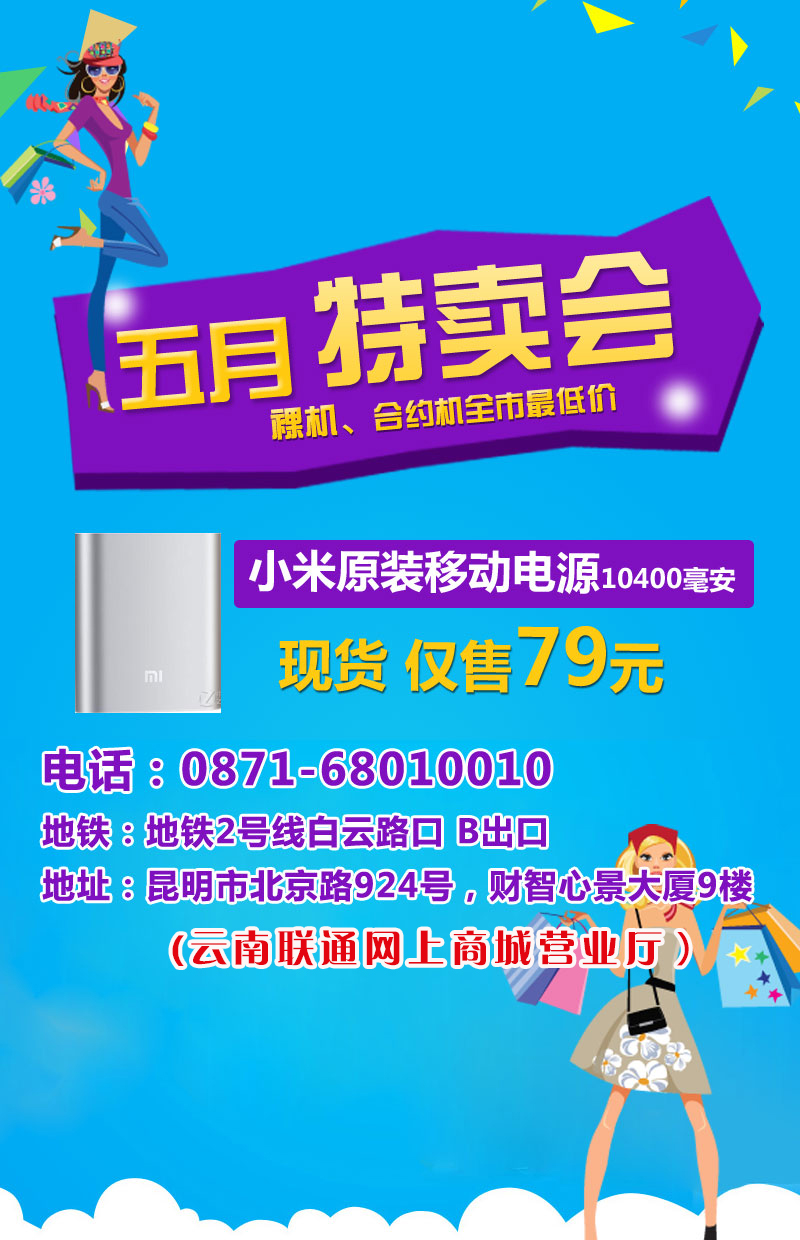 五月 特卖会
裸机、合约机全市最低价
小米原装移动电源10400毫安
mi
现货 仅售79元
电话：0871-68010010
地铁：地铁2号线白云路口 B出口
地址：昆明市北京路924号，财智心景大厦9楼
(云南联通网上商城营业厅）